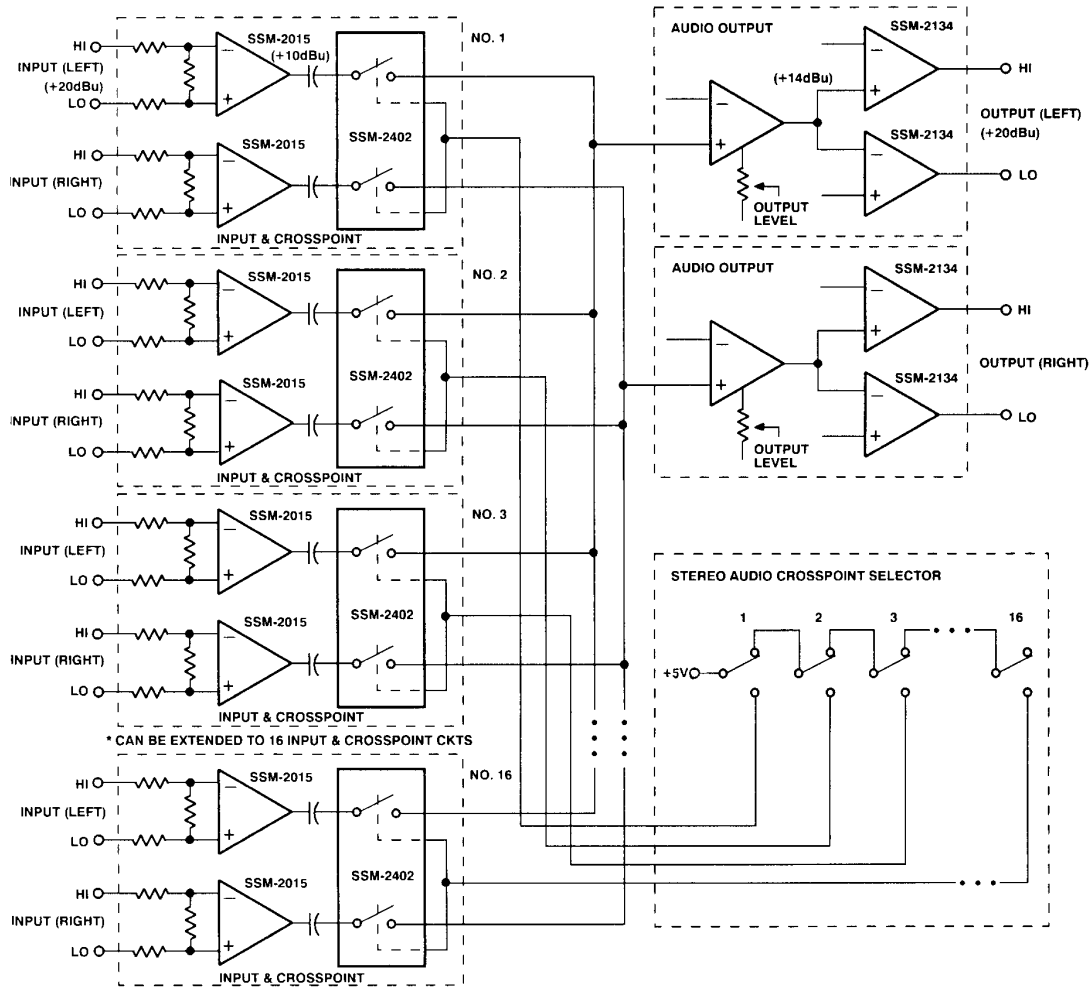 NO. 1
HI
SSM-2015
(+10dBu)
INPUT (LEFT)
(+20dBu)
LO
−
+
SSM-2402
HI
SSM-2015
INPUT (RIGHT)
LO
−
+
INPUT & CROSSPOINT
NO. 2
HI
SSM-2015
INPUT (LEFT)
LO
−
+
SSM-2402
HI
SSM-2015
INPUT (RIGHT)
LO
−
+
INPUT & CROSSPOINT
NO. 3
HI
SSM-2015
INPUT (LEFT)
LO
−
+
SSM-2402
HI
SSM-2015
INPUT (RIGHT)
LO
−
+
INPUT & CROSSPOINT
* CAN BE EXTENDED TO 16 INPUT & CROSSPOINT CKTS
NO. 16
HI
SSM-2015
INPUT (LEFT)
LO
−
+
SSM-2402
HI
SSM-2015
INPUT (RIGHT)
LO
−
+
INPUT & CROSSPOINT
AUDIO OUTPUT
SSM-2134
(+14dBu)
−
+
−
+
HI
OUTPUT (LEFT)
(+20dBu)
SSM-2134
−
+
LO
OUTPUT
LEVEL
AUDIO OUTPUT
SSM-2134
−
+
−
+
HI
OUTPUT (RIGHT)
SSM-2134
−
+
LO
OUTPUT
LEVEL
STEREO AUDIO CROSSPOINT SELECTOR
1 2 3 16
+5V